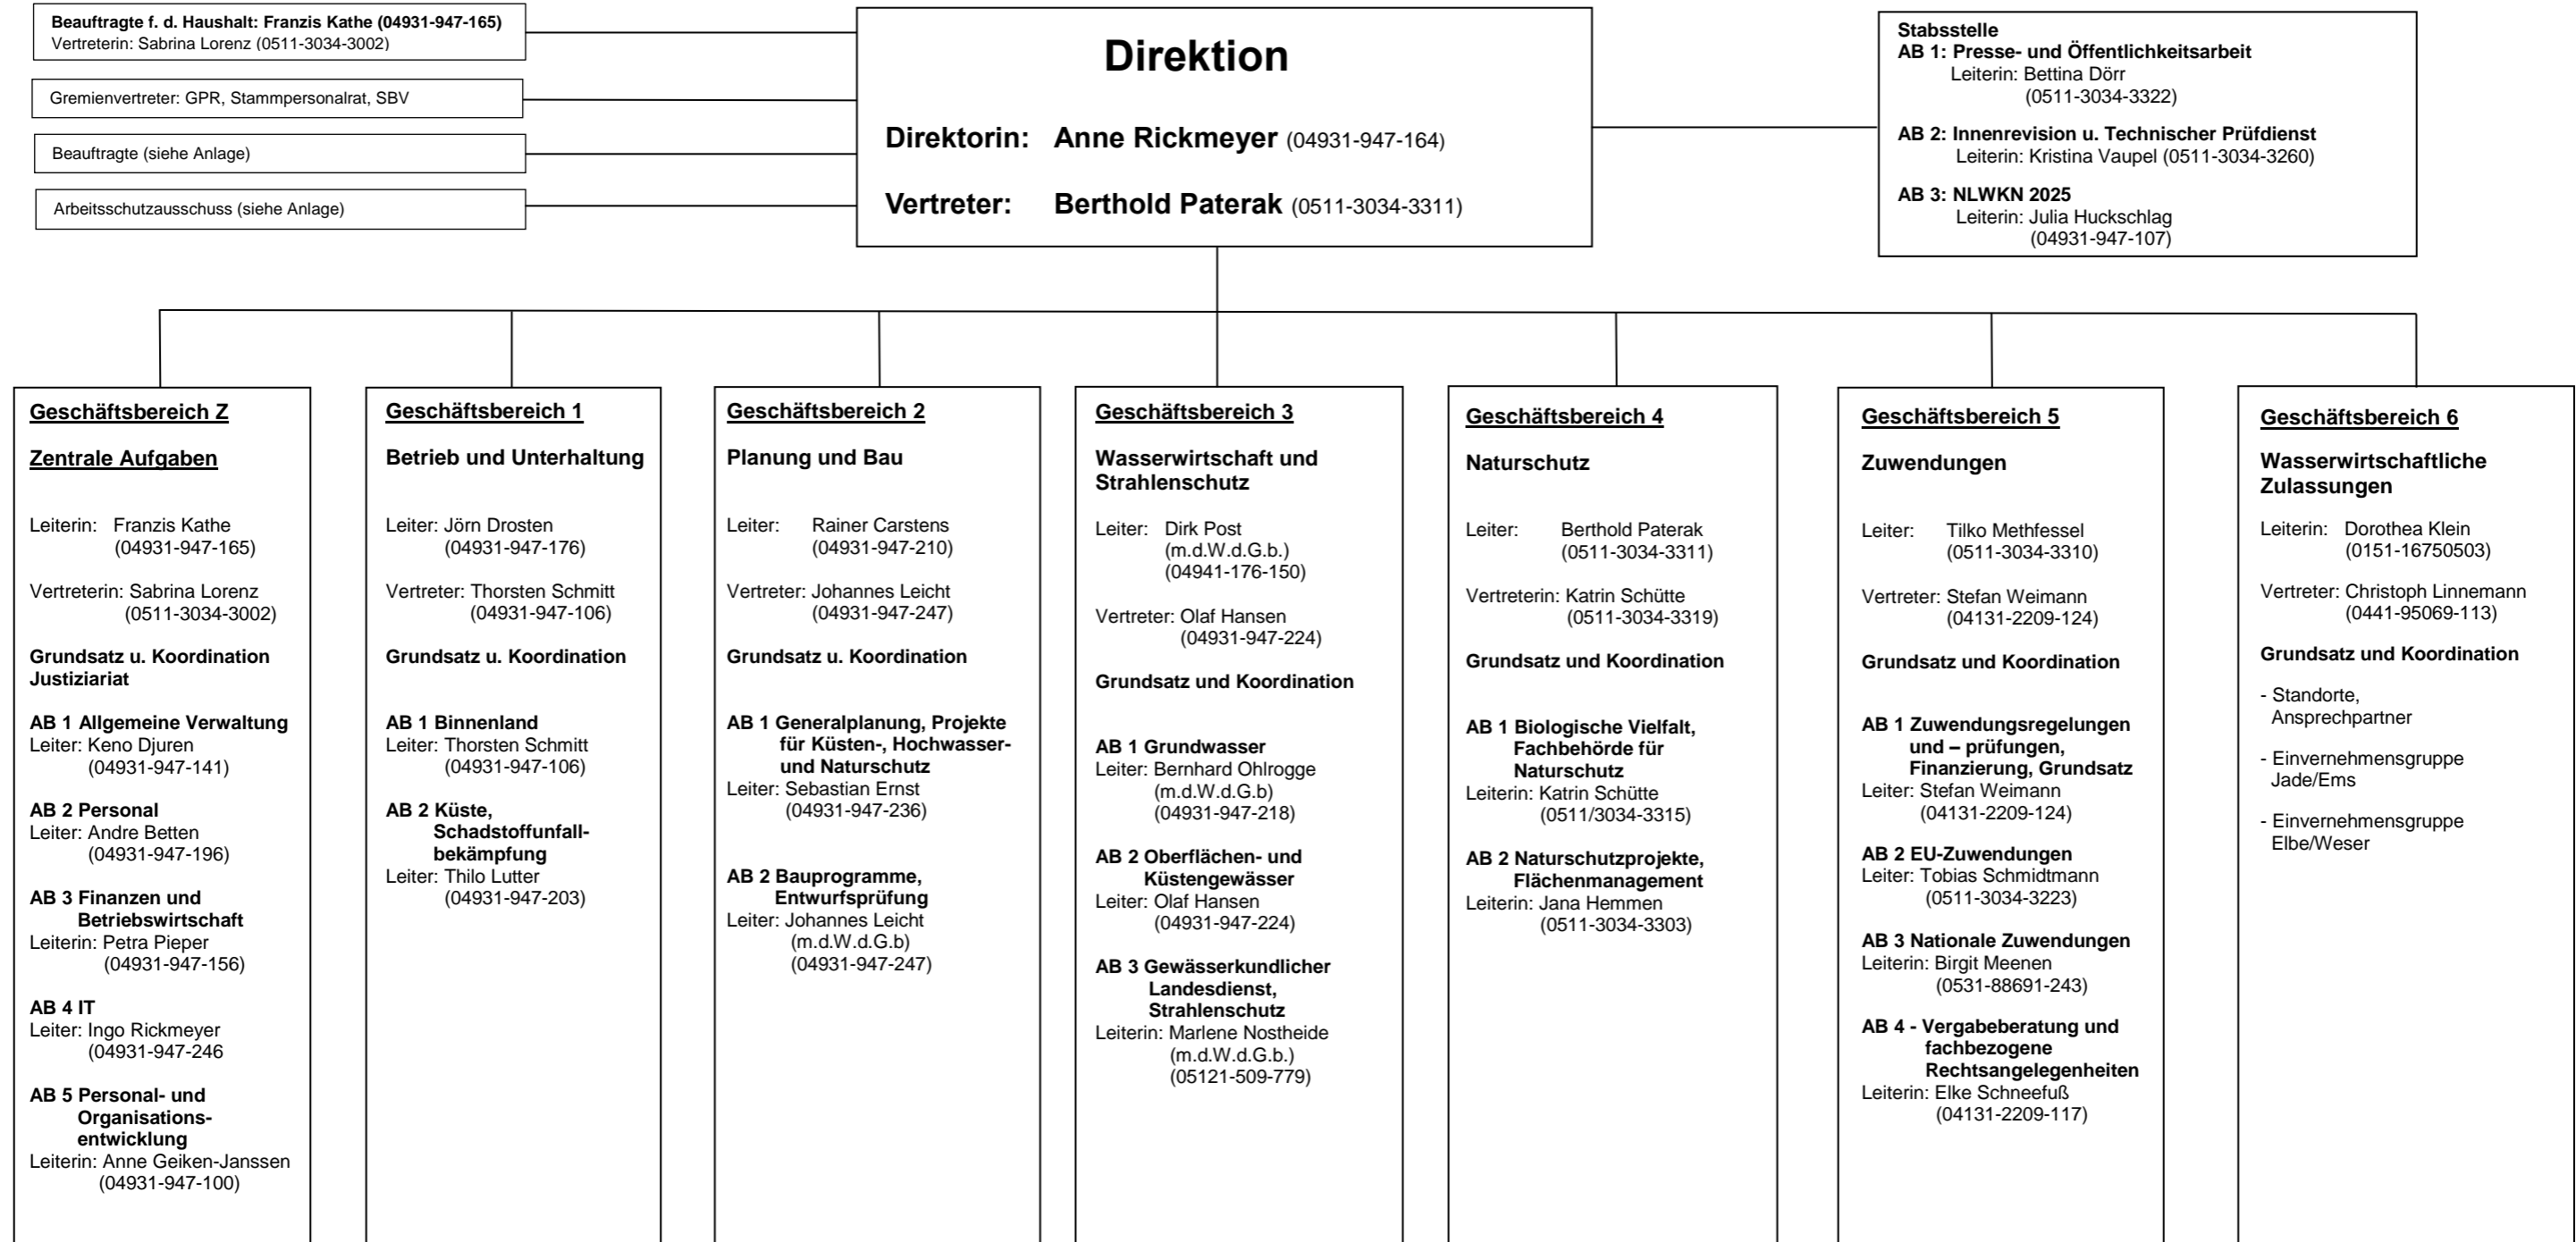 Beauftragte f. d. Haushalt: Franzis Kathe (04931-947-165)
Vertreterin: Sabrina Lorenz (0511-3034-3002)
Gremienvertreter: GPR, Stammpersonalrat, SBV
Beauftragte (siehe Anlage)
Arbeitsschutzausschuss (siehe Anlage)
Direktion
Direktorin: Anne Rickmeyer (04931-947-164)
Vertreter: Berthold Paterak (0511-3034-3311)
Stabsstelle
AB 1: Presse- und Öffentlichkeitsarbeit
Leiterin: Bettina Dörr
(0511-3034-3322)
AB 2: Innenrevision u. Technischer Prüfdienst
Leiterin: Kristina Vaupel (0511-3034-3260)
AB 3: NLWKN 2025
Leiterin: Julia Huckschlag
(04931-947-107)
Geschäftsbereich Z
Zentrale Aufgaben
Leiterin: Franzis Kathe
(04931-947-165)
Vertreterin: Sabrina Lorenz
(0511-3034-3002)
Grundsatz u. Koordination
Justiziariat
AB 1 Allgemeine Verwaltung
Leiter: Keno Djuren
(04931-947-141)
AB 2 Personal
Leiter: Andre Betten
(04931-947-196)
AB 3 Finanzen und
Betriebswirtschaft
Leiterin: Petra Pieper
(04931-947-156)
AB 4 IT
Leiter: Ingo Rickmeyer
(04931-947-246
AB 5 Personal- und
Organisations-
entwicklung
Leiterin: Anne Geiken-Janssen
(04931-947-100)
Geschäftsbereich 1
Betrieb und Unterhaltung
Leiter: Jörn Drosten
(04931-947-176)
Vertreter: Thorsten Schmitt
(04931-947-106)
Grundsatz u. Koordination
AB 1 Binnenland
Leiter: Thorsten Schmitt
(04931-947-106)
AB 2 Küste,
Schadstoffunfall-
bekämpfung
Leiter: Thilo Lutter
(04931-947-203)
Geschäftsbereich 2
Planung und Bau
Leiter: Rainer Carstens
(04931-947-210)
Vertreter: Johannes Leicht
(04931-947-247)
Grundsatz u. Koordination
AB 1 Generalplanung, Projekte
für Küsten-, Hochwasser-
und Naturschutz
Leiter: Sebastian Ernst
(04931-947-236)
AB 2 Bauprogramme,
Entwurfsprüfung
Leiter: Johannes Leicht
(m.d.W.d.G.b)
(04931-947-247)
Geschäftsbereich 3
Wasserwirtschaft und
Strahlenschutz
Leiter: Dirk Post
(m.d.W.d.G.b.)
(04941-176-150)
Vertreter: Olaf Hansen
(04931-947-224)
Grundsatz und Koordination
AB 1 Grundwasser
Leiter: Bernhard Ohlrogge
(m.d.W.d.G.b)
(04931-947-218)
AB 2 Oberflächen- und
Küstengewässer
Leiter: Olaf Hansen
(04931-947-224)
AB 3 Gewässerkundlicher
Landesdienst,
Strahlenschutz
Leiterin: Marlene Nostheide
(m.d.W.d.G.b.)
(05121-509-779)
Geschäftsbereich 4
Naturschutz
Leiter: Berthold Paterak
(0511-3034-3311)
Vertreterin: Katrin Schütte
(0511-3034-3319)
Grundsatz und Koordination
AB 1 Biologische Vielfalt,
Fachbehörde für
Naturschutz
Leiterin: Katrin Schütte
(0511/3034-3315)
AB 2 Naturschutzprojekte,
Flächenmanagement
Leiterin: Jana Hemmen
(0511-3034-3303)
Geschäftsbereich 5
Zuwendungen
Leiter: Tilko Methfessel
(0511-3034-3310)
Vertreter: Stefan Weimann
(04131-2209-124)
Grundsatz und Koordination
AB 1 Zuwendungsregelungen
und – prüfungen,
Finanzierung, Grundsatz
Leiter: Stefan Weimann
(04131-2209-124)
AB 2 EU-Zuwendungen
Leiter: Tobias Schmidtmann
(0511-3034-3223)
AB 3 Nationale Zuwendungen
Leiterin: Birgit Meenen
(0531-88691-243)
AB 4 - Vergabeberatung und
fachbezogene
Rechtsangelegenheiten
Leiterin: Elke Schneefuß
(04131-2209-117)
Geschäftsbereich 6
Wasserwirtschaftliche
Zulassungen
Leiterin: Dorothea Klein
(0151-16750503)
Vertreter: Christoph Linnemann
(0441-95069-113)
Grundsatz und Koordination
- Standorte,
Ansprechpartner
- Einvernehmensgruppe
Jade/Ems
- Einvernehmensgruppe
Elbe/Weser